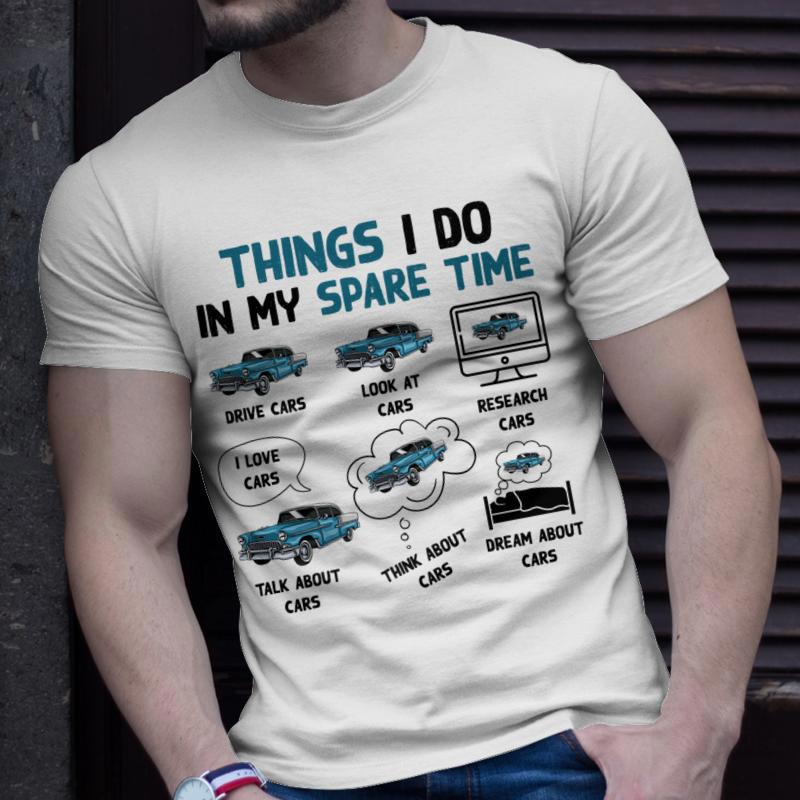 THINGS I DO
IN MY SPARE TIME
DRIVE CARS
LOOK AT
CARS
RESEARCH
CARS
I LOVE
CARS
TALK ABOUT
CARS
THINK ABOUT
CARS
DREAM ABOUT
CARS